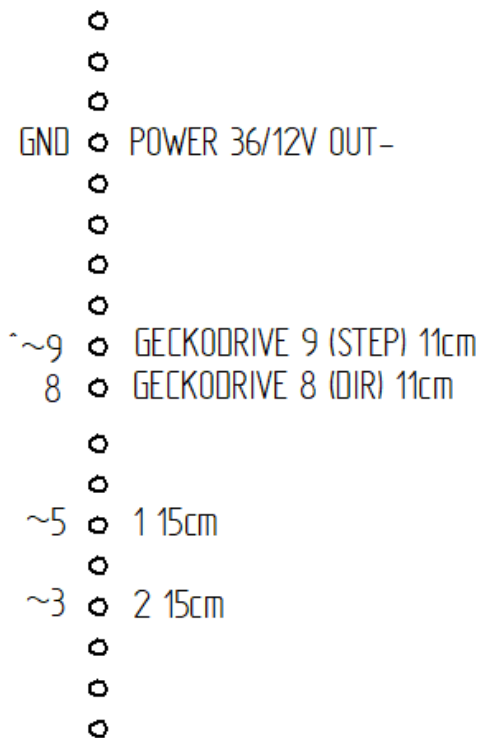 GND POWER 36/12V OUT-
^~9 GECKODRIVE 9 (STEP) 11cm
8 GECKODRIVE 8 (DIR) 11cm
~5 1 15cm
~3 2 15cm